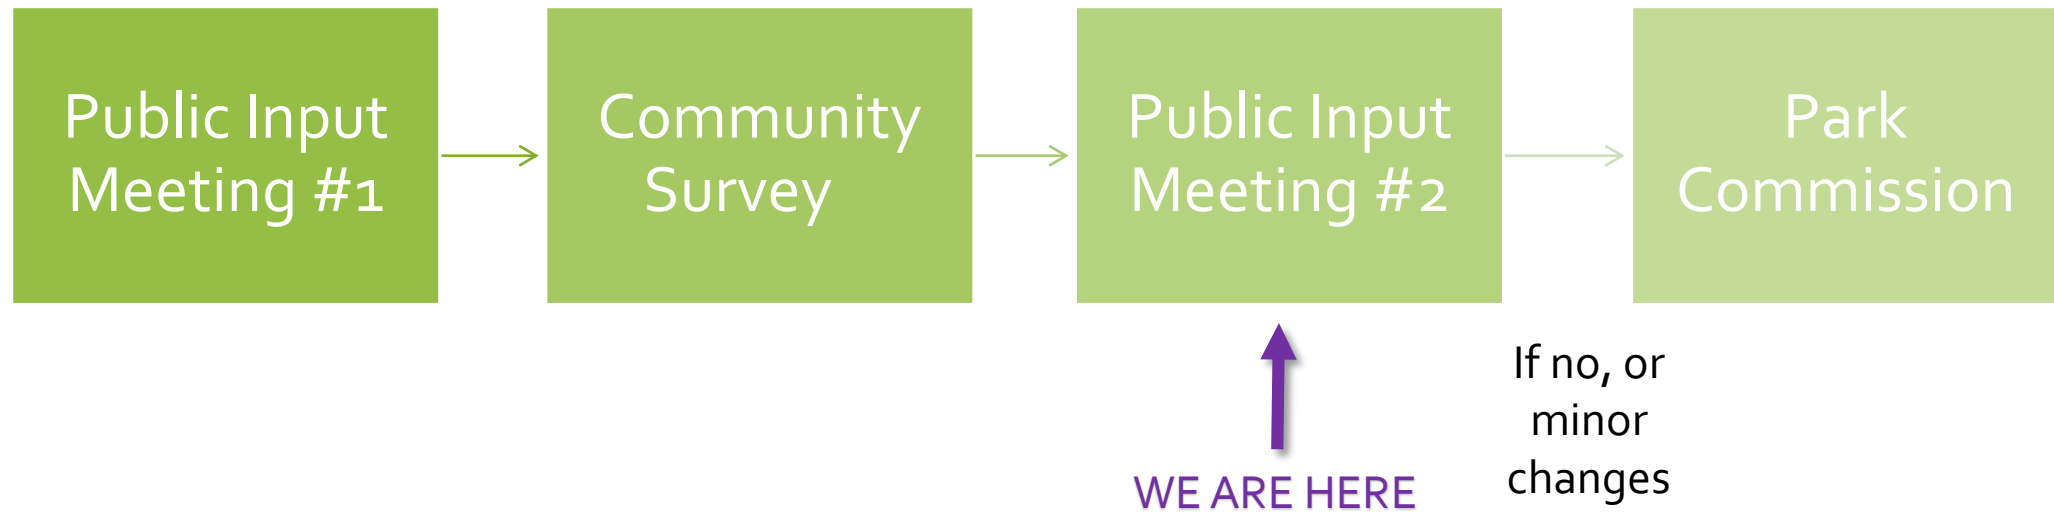 Public Input
Meeting #1
Community
Survey
Public Input
Meeting #2
Park
Commission
WE ARE HERE
If no, or
minor
changes